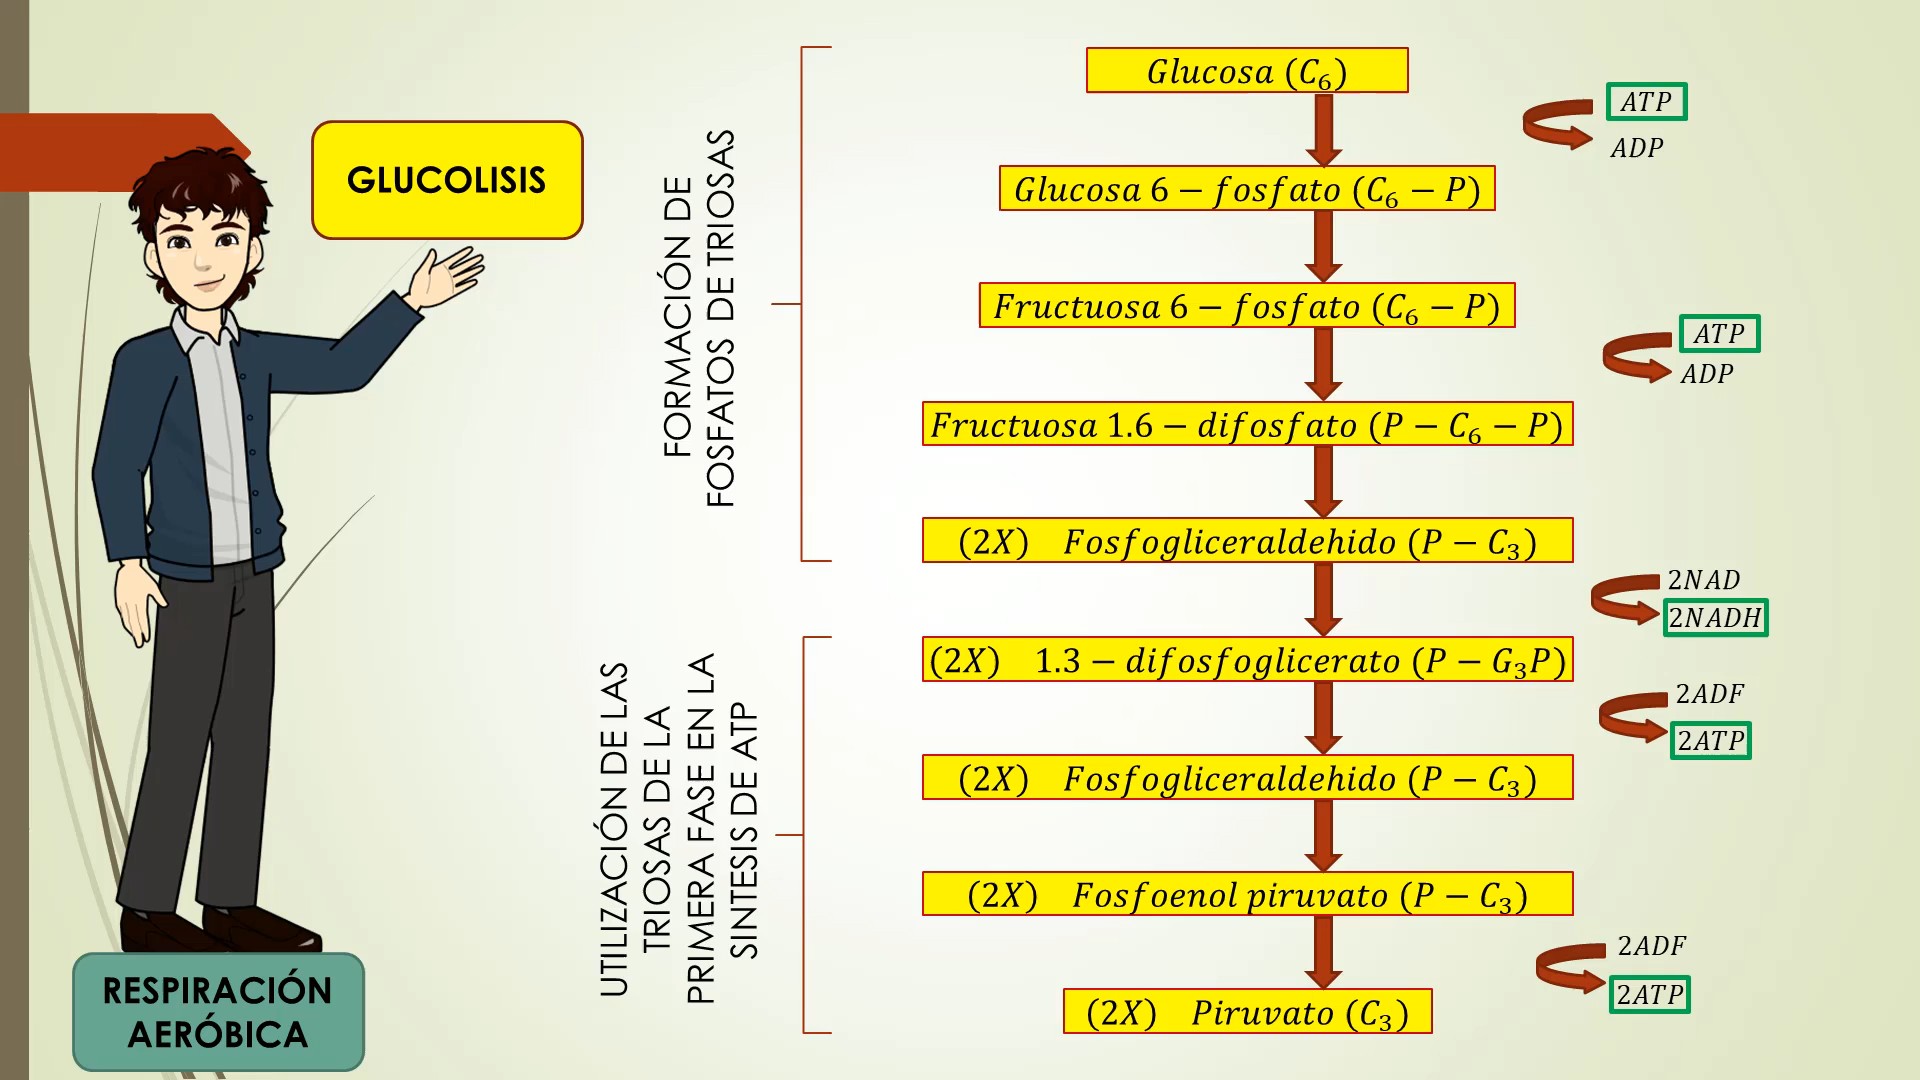 GLUCOLISIS
RESPIRACIÓN
AERÓBICA
FORMACIÓN DE
FOSFATOS DE TRIOSAS
UTILIZACIÓN DE LAS
TRIOSAS DE LA
PRIMERA FASE EN LA
SINTESIS DE ATP
Glucosa (C₆)
ATP
ADP
Glucosa 6 − fosfato (C₆ − P)
Fructuosa 6 − fosfato (C₆ − P)
ATP
ADP
Fructuosa 1.6 − difosfato (P − C₆ − P)
(2X) Fosfogliceraldehido (P − C₃)
2NAD
2NADH
(2X) 1.3 − difosfoglicerato (P − G₃P)
2ADF
2ATP
(2X) Fosfogliceraldehido (P − C₃)
(2X) Fosfoenol piruvato (P − C₃)
2ADF
2ATP
(2X) Piruvato (C₃)